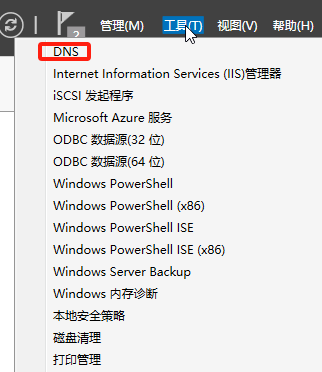 2 管理(M) 工具(T) 视图(V) 帮助(H)
DNS
Internet Information Services (IIS)管理器
iSCSI 发起程序
Microsoft Azure 服务
ODBC 数据源(32 位)
ODBC 数据源(64 位)
Windows PowerShell
Windows PowerShell (x86)
Windows PowerShell ISE
Windows PowerShell ISE (x86)
Windows Server Backup
Windows 内存诊断
本地安全策略
磁盘清理
打印管理